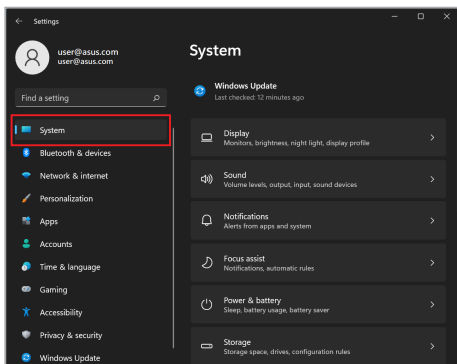 Settings
user@asus.com
user@asus.com
Find a setting
System
Bluetooth & devices
Network & internet
Personalization
Apps
Accounts
Time & language
Gaming
Accessibility
Privacy & security
Windows Update
System
Windows Update
Last checked: 12 minutes ago
Display
Monitors, brightness, night light, display profile
Sound
Volume levels, output, input, sound devices
Notifications
Alerts from apps and system
Focus assist
Notifications, automatic rules
Power & battery
Sleep, battery usage, battery saver
Storage
Storage space, drives, configuration rules